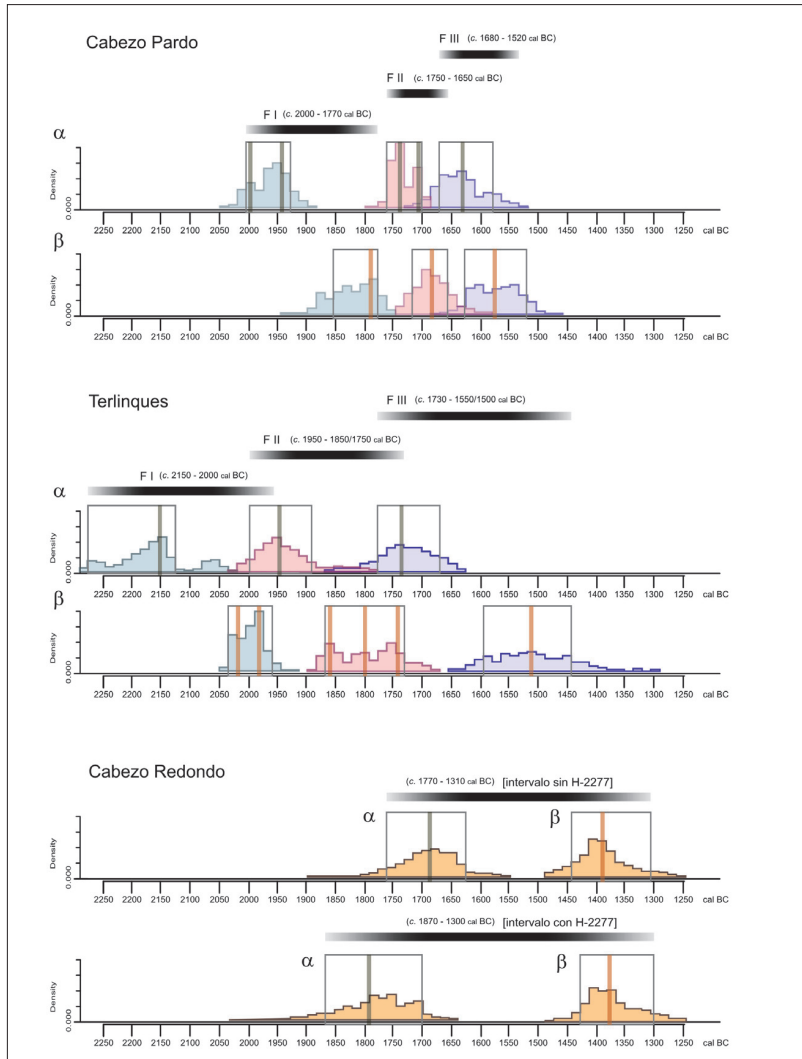 Cabezo Pardo
F III (c. 1680 - 1520 cal BC)
F II (c. 1750 - 1650 cal BC)
F I (c. 2000 - 1770 cal BC)
α
Density
0.000
2250 2200 2150 2100 2050 2000 1950 1900 1850 1800 1750 1700 1650 1600 1550 1500 1450 1400 1350 1300 1250 cal BC
β
Density
0.000
2250 2200 2150 2100 2050 2000 1950 1900 1850 1800 1750 1700 1650 1600 1550 1500 1450 1400 1350 1300 1250 cal BC
Terlinques
F III (c. 1730 - 1550/1500 cal BC)
F II (c. 1950 - 1850/1750 cal BC)
F I (c. 2150 - 2000 cal BC)
α
Density
0.000
2250 2200 2150 2100 2050 2000 1950 1900 1850 1800 1750 1700 1650 1600 1550 1500 1450 1400 1350 1300 1250 cal BC
β
Density
0.000
2250 2200 2150 2100 2050 2000 1950 1900 1850 1800 1750 1700 1650 1600 1550 1500 1450 1400 1350 1300 1250 cal BC
Cabezo Redondo
(c. 1770 - 1310 cal BC) [intervalo sin H-2277]
α β
Density
0.000
2250 2200 2150 2100 2050 2000 1950 1900 1850 1800 1750 1700 1650 1600 1550 1500 1450 1400 1350 1300 1250 cal BC
(c. 1870 - 1300 cal BC) [intervalo con H-2277]
α β
Density
0.000
2250 2200 2150 2100 2050 2000 1950 1900 1850 1800 1750 1700 1650 1600 1550 1500 1450 1400 1350 1300 1250 cal BC